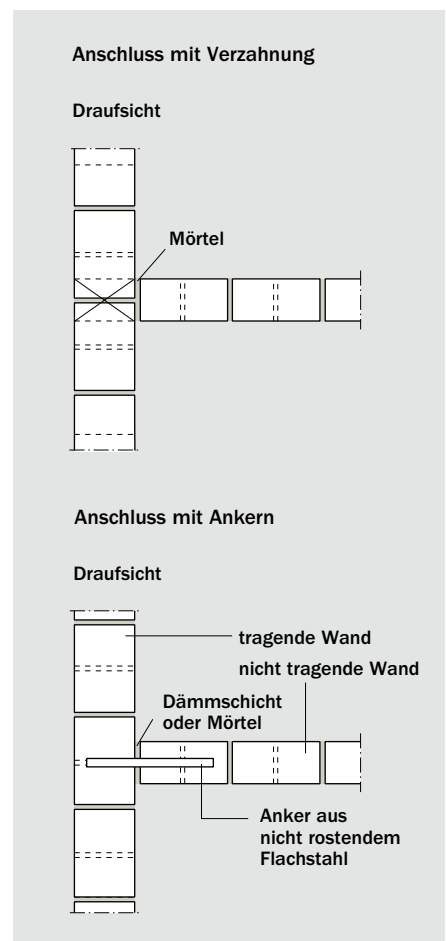 Anschluss mit Verzahnung
Draufsicht
Mörtel
Anschluss mit Ankern
Draufsicht
tragende Wand
nicht tragende Wand
Dämmschicht
oder Mörtel
Anker aus
nicht rostendem
Flachstahl